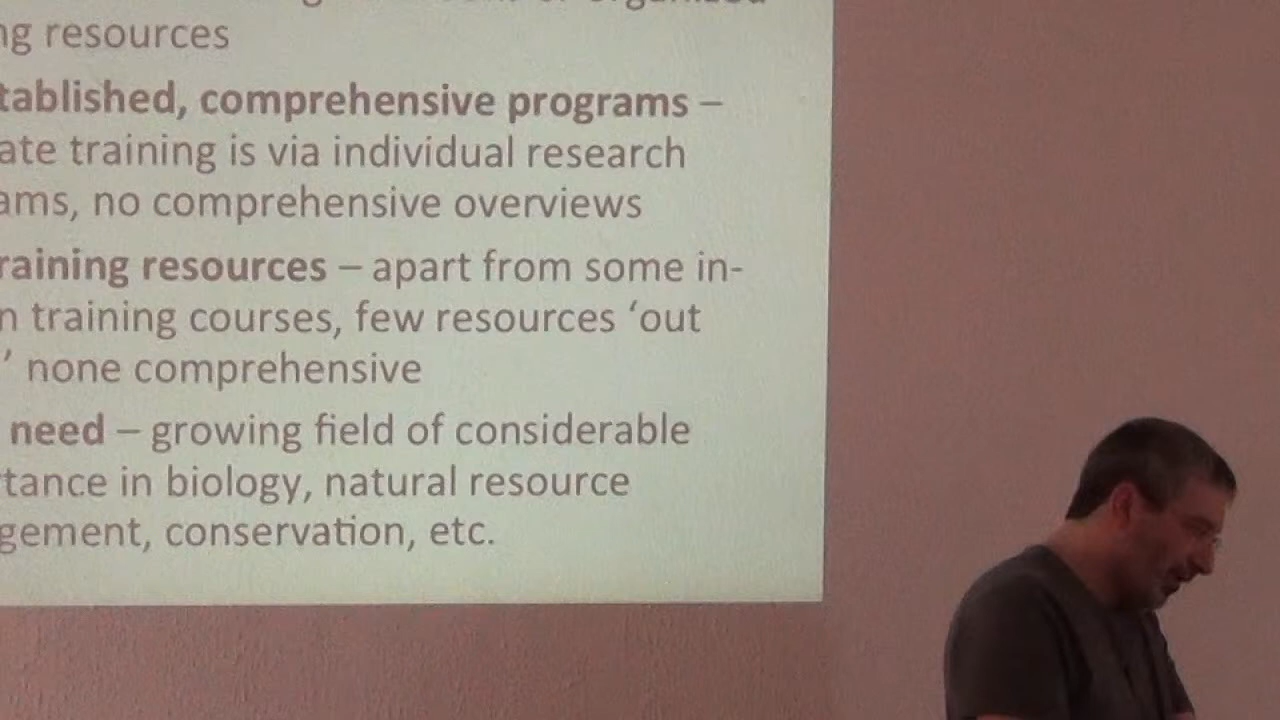 ng resources
tablished, comprehensive programs –
ate training is via individual research
ams, no comprehensive overviews
raining resources – apart from some in-
n training courses, few resources ‘out
’ none comprehensive
need – growing field of considerable
tance in biology, natural resource
gement, conservation, etc.